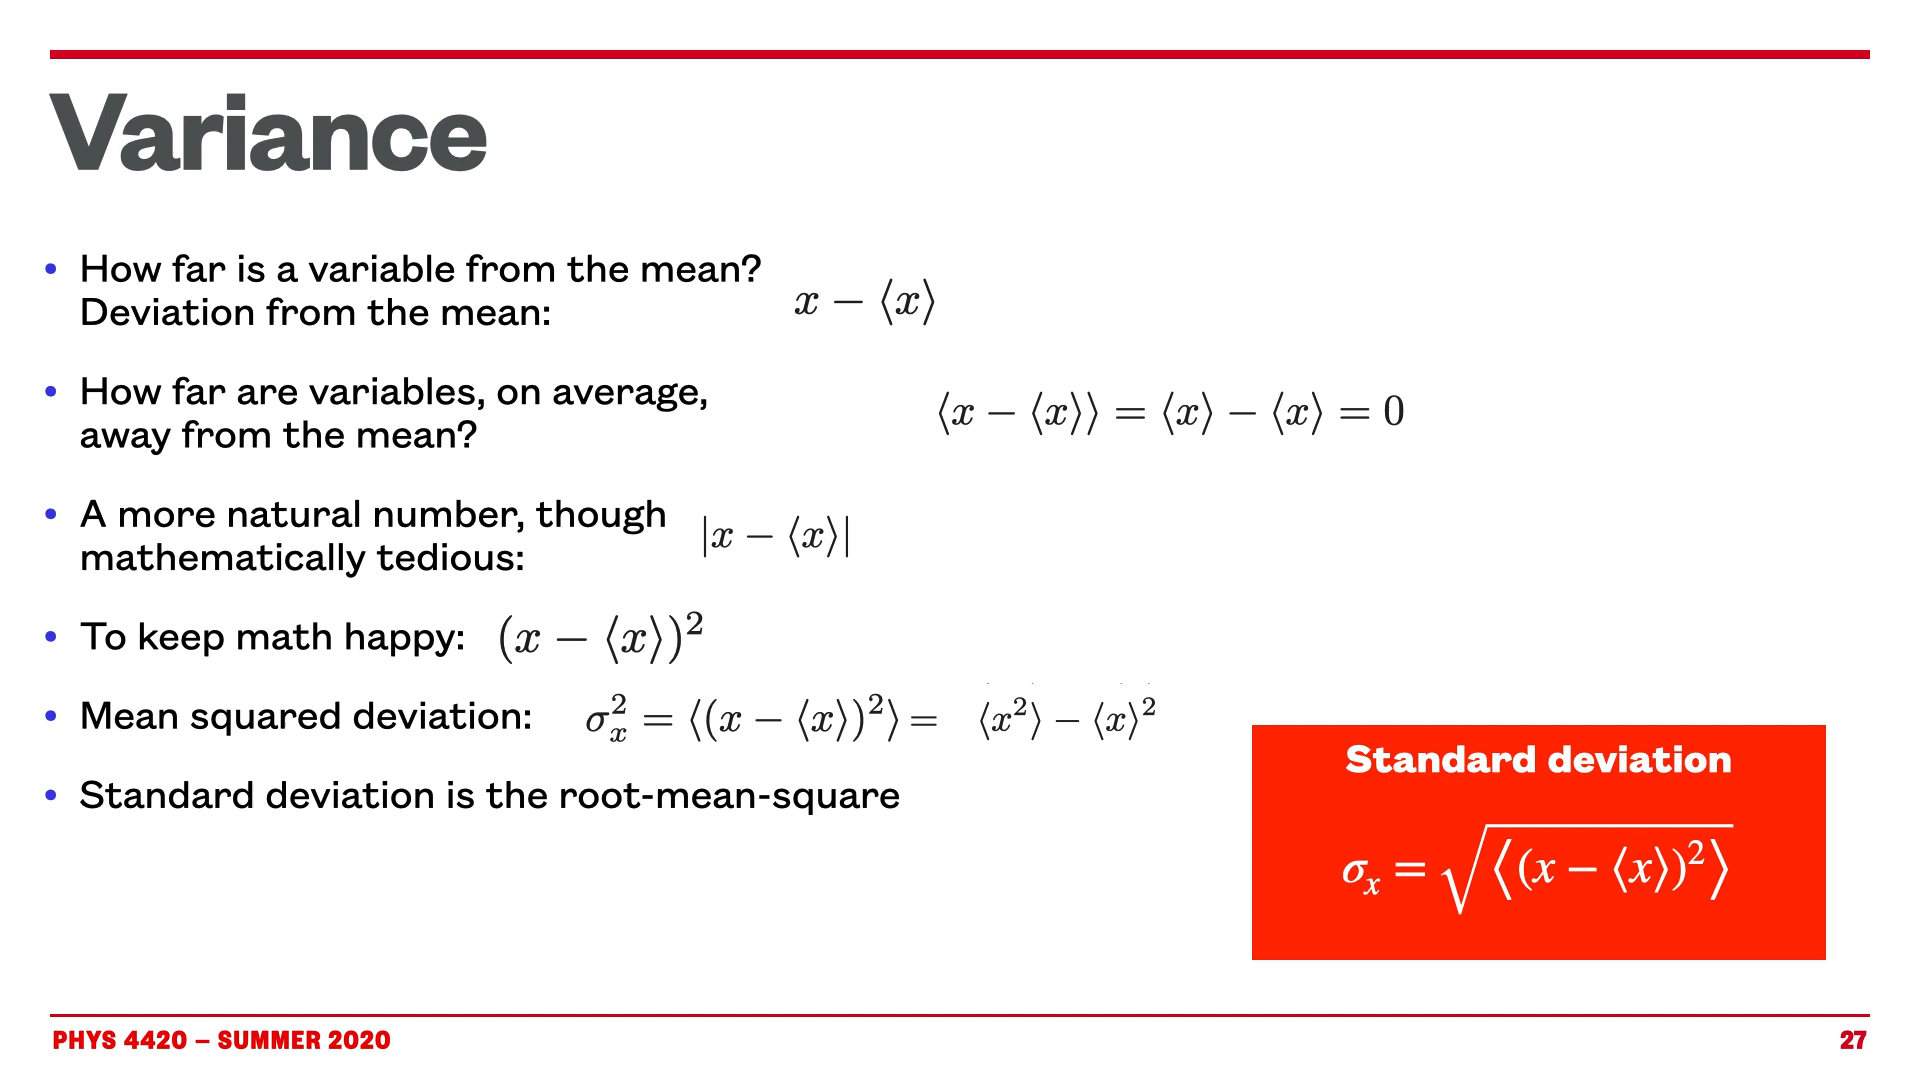 Variance
• How far is a variable from the mean?
Deviation from the mean: x − ⟨x⟩
• How far are variables, on average,
away from the mean? ⟨x − ⟨x⟩⟩ = ⟨x⟩ − ⟨x⟩ = 0
• A more natural number, though
mathematically tedious: |x − ⟨x⟩|
• To keep math happy: (x − ⟨x⟩)²
• Mean squared deviation: σₓ² = ⟨(x − ⟨x⟩)²⟩ = ⟨x²⟩ − ⟨x⟩²
• Standard deviation is the root-mean-square
Standard deviation
σₓ = √⟨(x − ⟨x⟩)²⟩
PHYS 4420 – SUMMER 2020
27